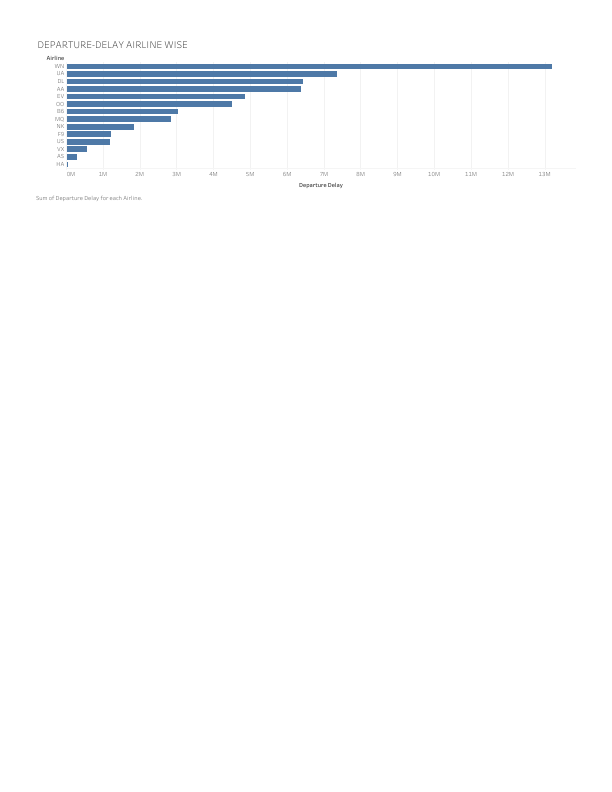 DEPARTURE-DELAY AIRLINE WISE
Airline
WN
UA
DL
AA
EV
OO
B6
MQ
NK
F9
US
VX
AS
HA
0M 1M 2M 3M 4M 5M 6M 7M 8M 9M 10M 11M 12M 13M
Departure Delay
Sum of Departure Delay for each Airline.